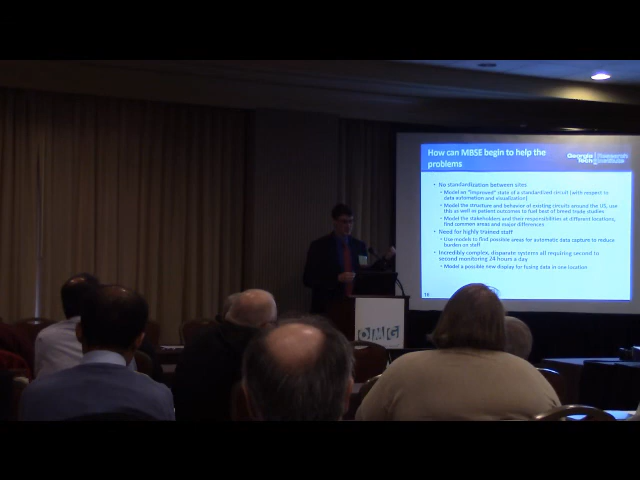 How can MBSE begin to help the
problems
Georgia Research
Tech Institute
• No standardization between sites
• Model an "improved" state of a standardized circuit (with respect to
data automation and visualization)
• Model the structure and behavior of existing circuits around the US, use
this as well as patient outcomes to fuel best of breed trade studies
• Model the stakeholders and their responsibilities at different locations,
find common areas and major differences
• Need for highly trained staff
• Use models to find possible areas for automatic data capture to reduce
burden on staff
• Incredibly complex, disparate systems all requiring second to
second monitoring 24 hours a day
• Model a possible new display for fusing data in one location
OMG